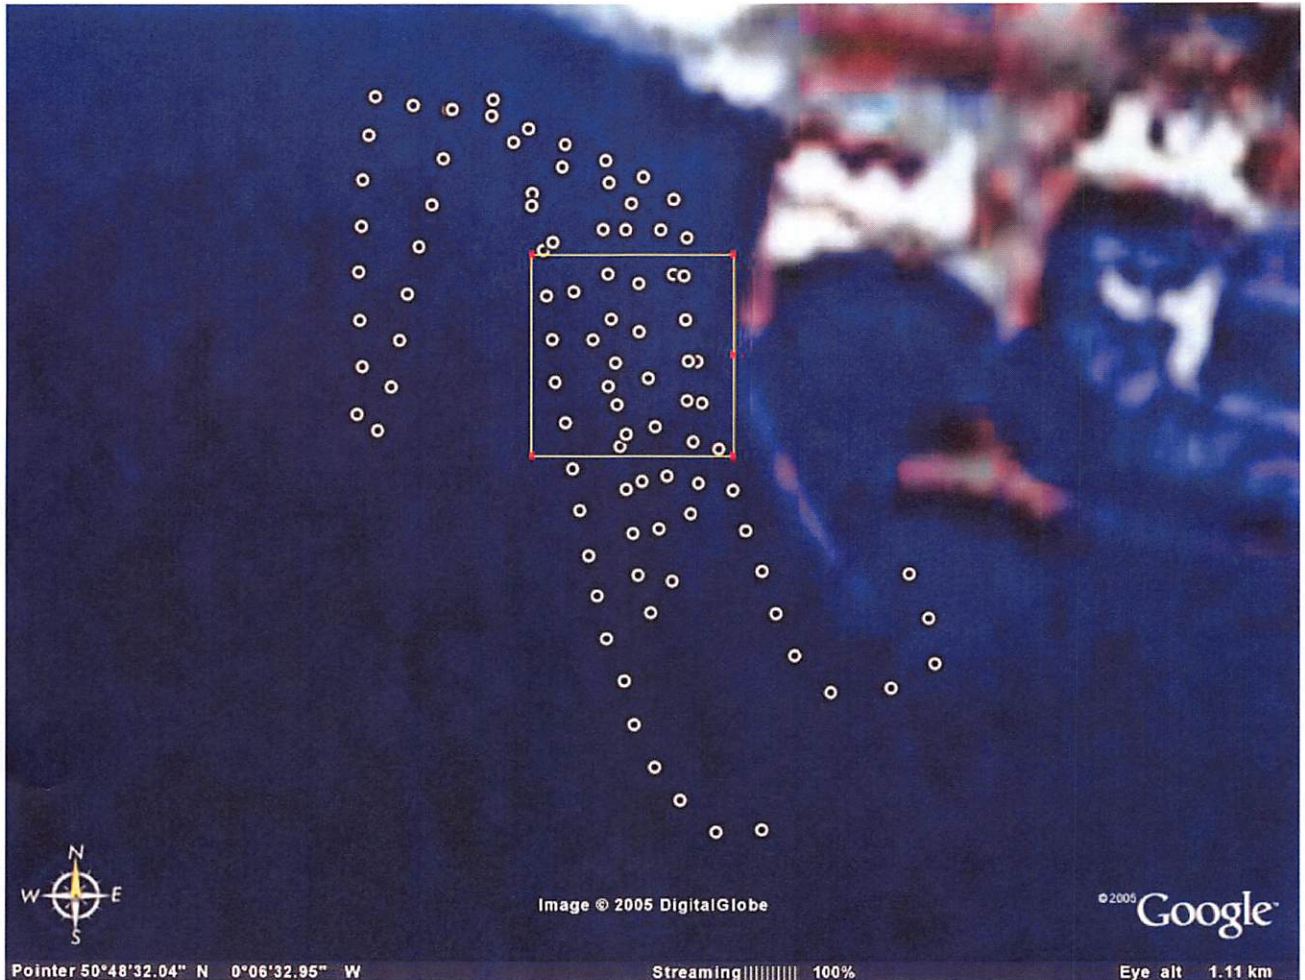 N
W E
S
Image © 2005 DigitalGlobe
© 2005 Google™
Pointer 50°48'32.04" N 0°06'32.95" W Streaming |||||||||| 100% Eye alt 1.11 km